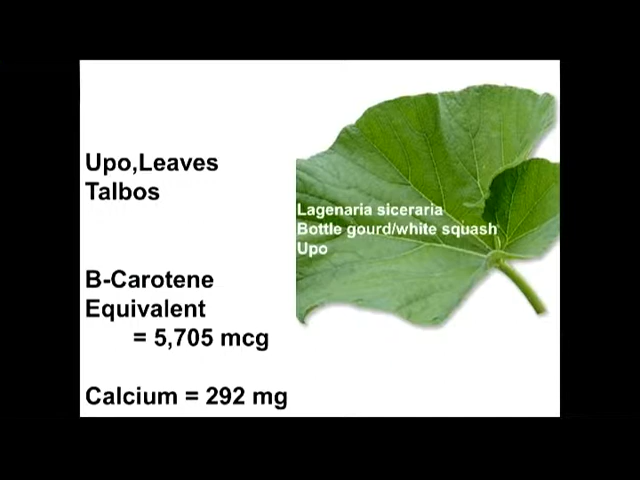 Upo,Leaves
Talbos
Lagenaria siceraria
Bottle gourd/white squash
Upo
B-Carotene
Equivalent
= 5,705 mcg
Calcium = 292 mg